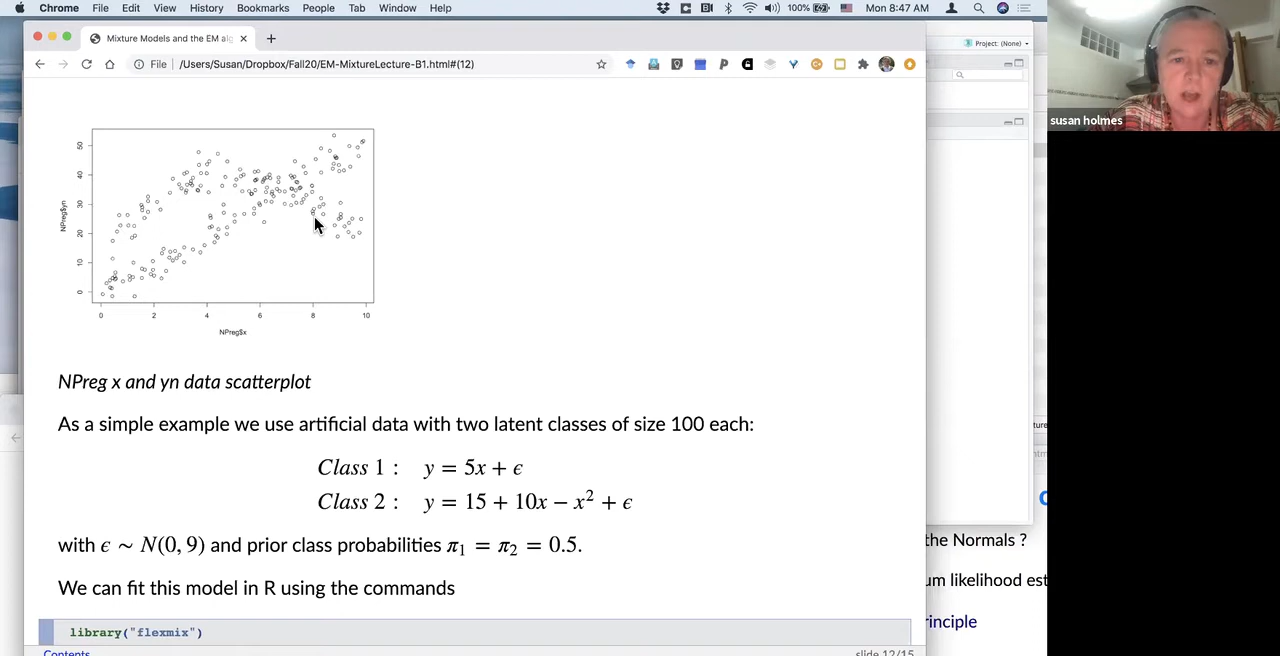 Chrome File Edit View History Bookmarks People Tab Window Help
100% Mon 8:47 AM
Mixture Models and the EM alg
File | /Users/Susan/Dropbox/Fall20/EM-MixtureLecture-B1.html#(12)
Project: (None)
susan holmes
NPreg$yn
50
40
30
20
10
0
0 2 4 6 8 10
NPreg$x
NPreg x and yn data scatterplot
As a simple example we use artificial data with two latent classes of size 100 each:
Class 1 : y = 5x + ϵ
Class 2 : y = 15 + 10x − x² + ϵ
with ϵ ∼ N(0, 9) and prior class probabilities π₁ = π₂ = 0.5.
the Normals ?
um likelihood est
We can fit this model in R using the commands
rinciple
library("flexmix")
Contents
slide 12/15